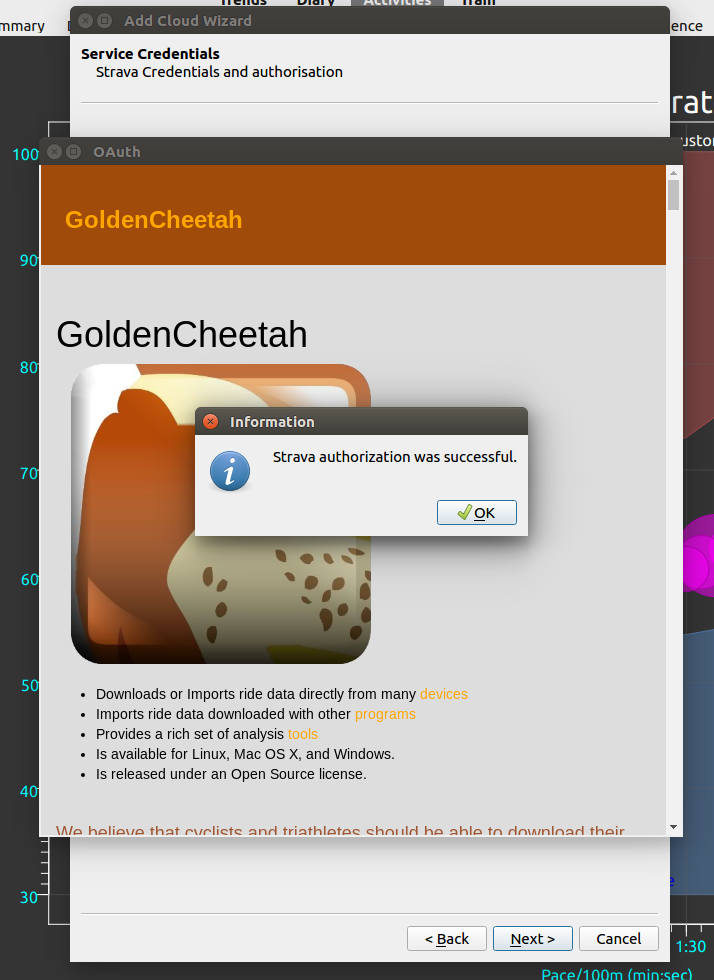 Trends Diary Activities Train
Add Cloud Wizard
Service Credentials
Strava Credentials and authorisation
OAuth
GoldenCheetah
GoldenCheetah
Information
Strava authorization was successful.
OK
Downloads or Imports ride data directly from many devices
Imports ride data downloaded with other programs
Provides a rich set of analysis tools
Is available for Linux, Mac OS X, and Windows.
Is released under an Open Source license.
We believe that cyclists and triathletes should be able to download their
100
90
80
70
60
50
40
30
< Back
Next >
Cancel
1:30
Pace/100m (min:sec)